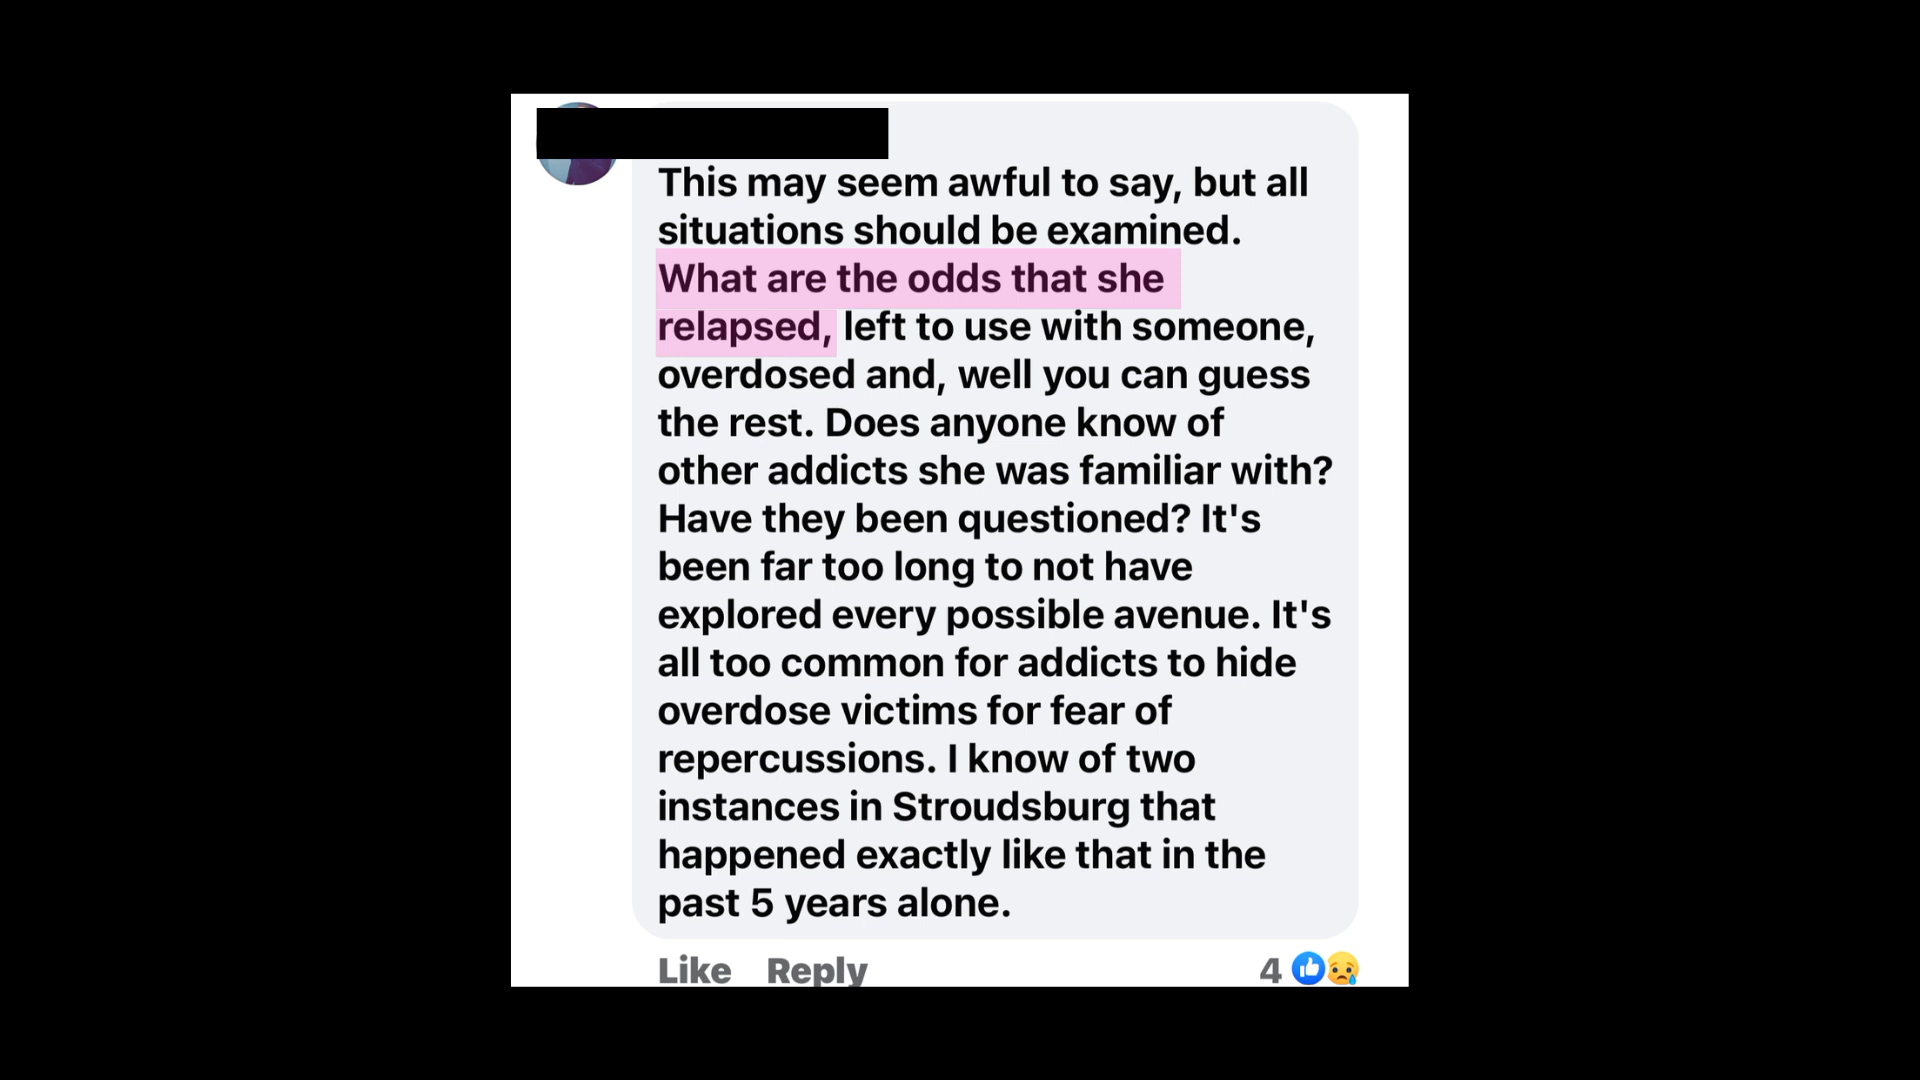 This may seem awful to say, but all
situations should be examined.
What are the odds that she
relapsed, left to use with someone,
overdosed and, well you can guess
the rest. Does anyone know of
other addicts she was familiar with?
Have they been questioned? It's
been far too long to not have
explored every possible avenue. It's
all too common for addicts to hide
overdose victims for fear of
repercussions. I know of two
instances in Stroudsburg that
happened exactly like that in the
past 5 years alone.
Like Reply 4